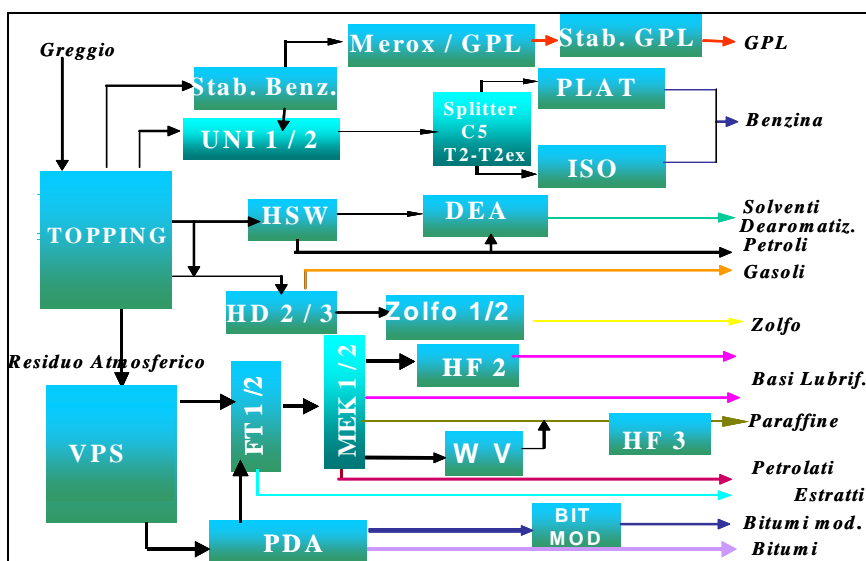 Greggio
Merox / GPL
Stab. GPL
GPL
Stab. Benz.
Splitter
C5
T2-T2ex
PLAT
Benzina
UNI 1 / 2
ISO
TOPPING
HSW
DEA
Solventi
Dearomatiz.
Petroli
Gasoli
HD 2 / 3
Zolfo 1/2
Zolfo
Residuo Atmosferico
FT 1 /2
MEK 1 / 2
HF 2
Basi Lubrif.
VPS
W V
HF 3
Paraffine
Petrolati
Estratti
PDA
BIT
MOD
Bitumi mod.
Bitumi